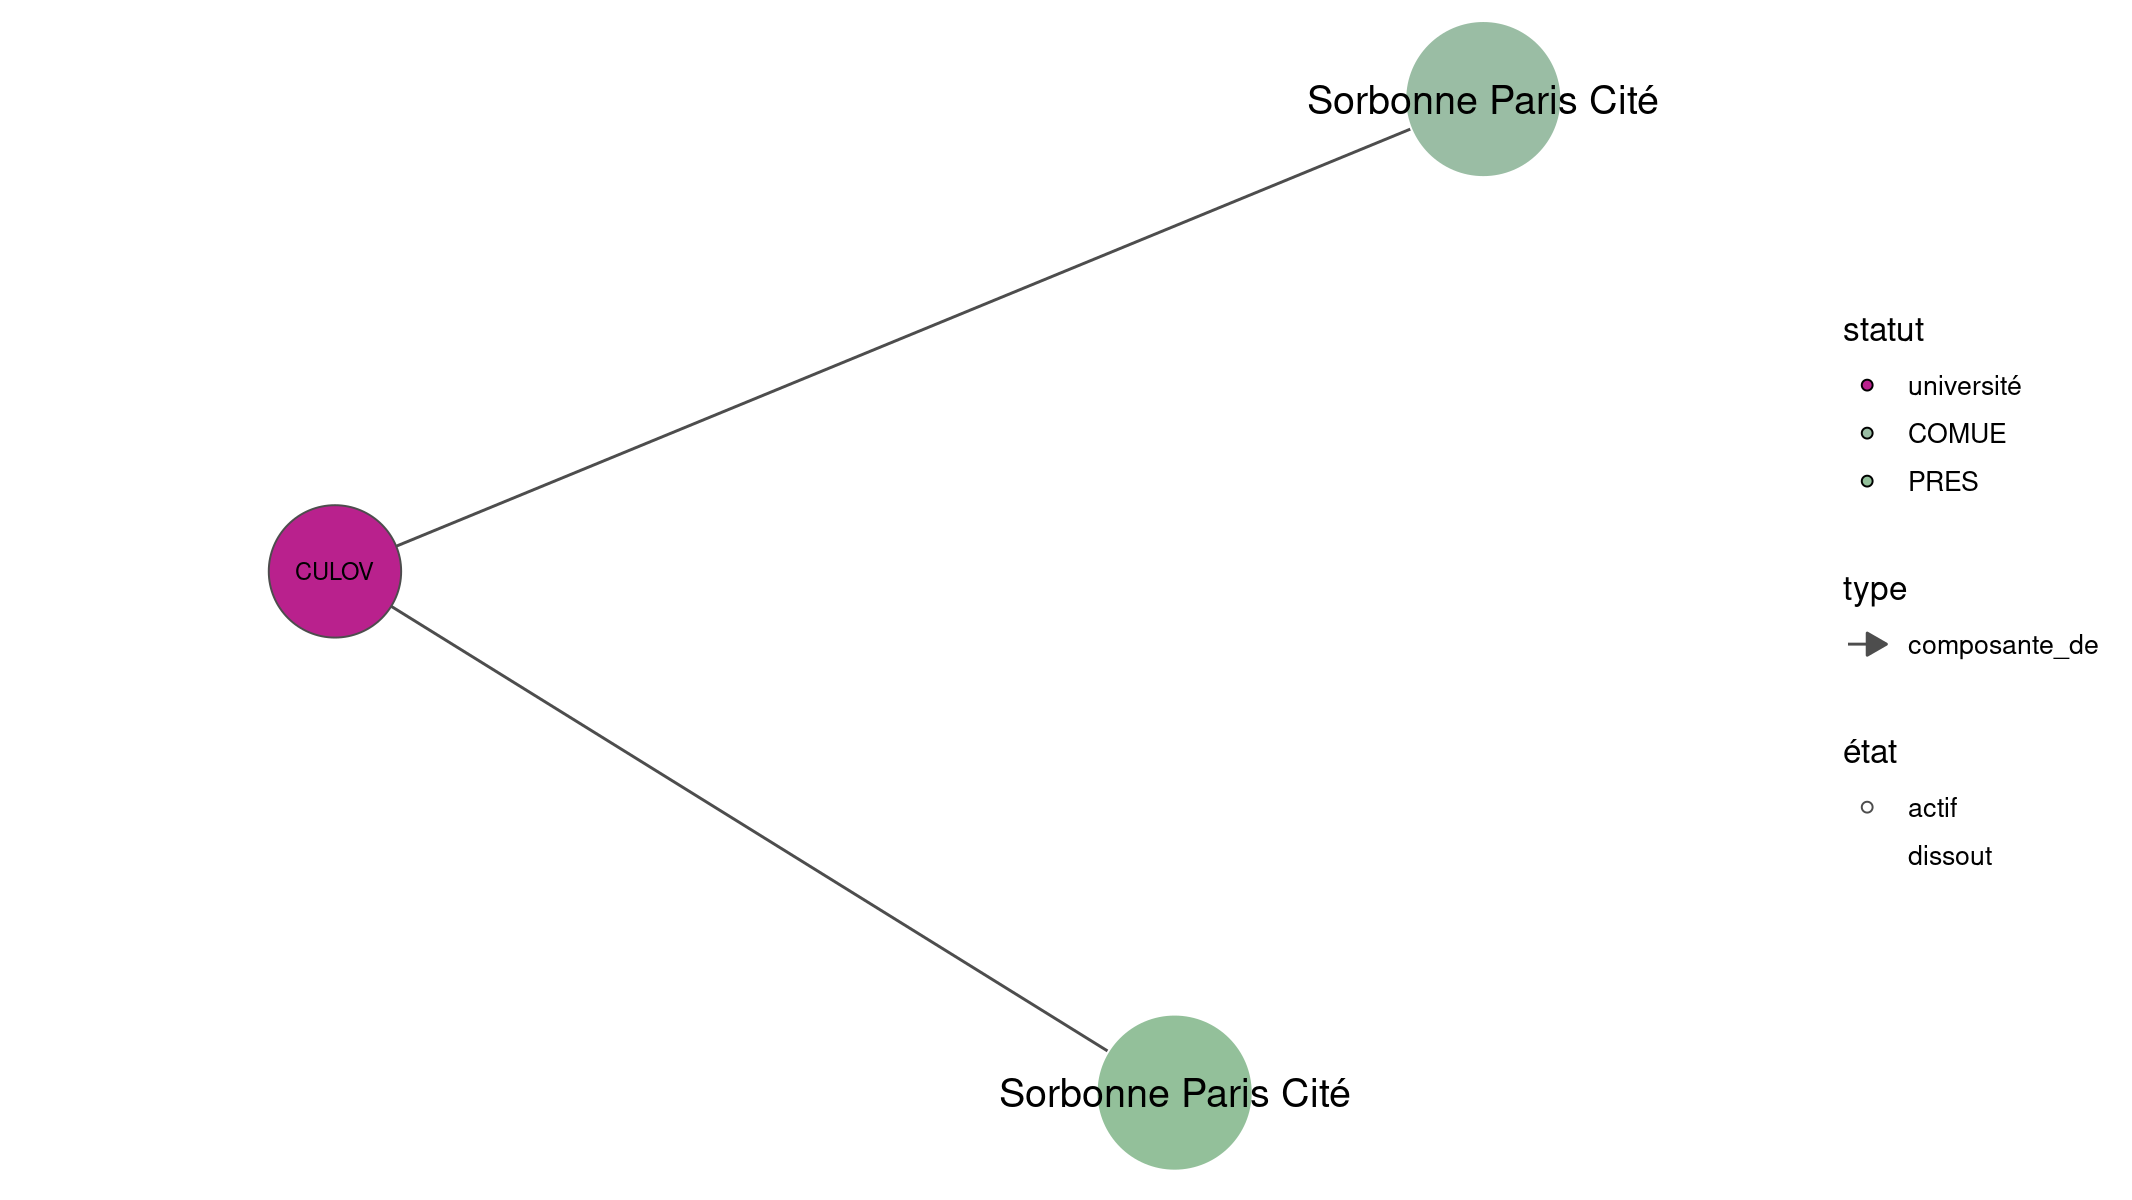 Sorbonne Paris Cité
CULOV
Sorbonne Paris Cité
statut
université
COMUE
PRES
type
composante_de
état
actif
dissout